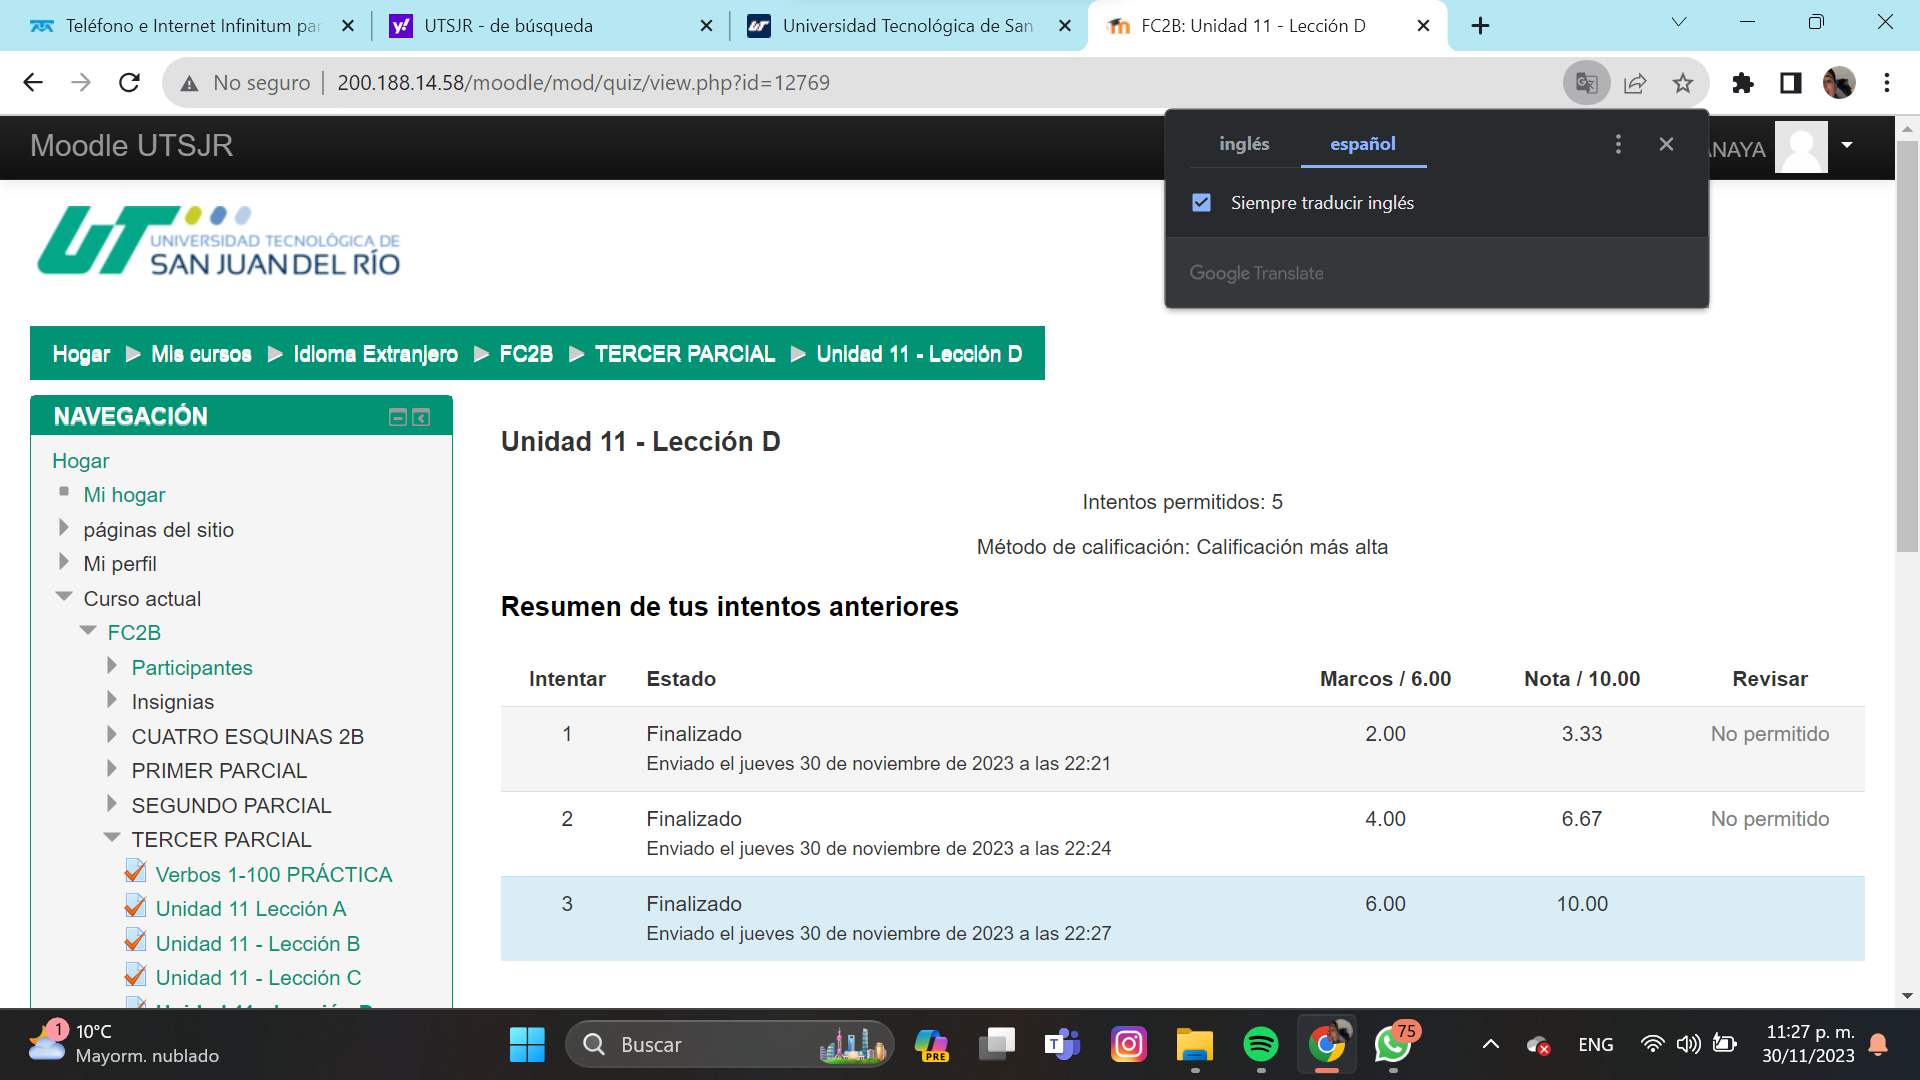 Teléfono e Internet Infinitum par
UTSJR - de búsqueda
Universidad Tecnológica de San
FC2B: Unidad 11 - Lección D
No seguro
200.188.14.58/moodle/mod/quiz/view.php?id=12769
Moodle UTSJR
inglés
español
NAYA
Siempre traducir inglés
Google Translate
UT
UNIVERSIDAD TECNOLÓGICA DE
SAN JUAN DEL RÍO
Hogar Mis cursos Idioma Extranjero FC2B TERCER PARCIAL Unidad 11 - Lección D
NAVEGACIÓN
Hogar
Mi hogar
páginas del sitio
Mi perfil
Curso actual
FC2B
Participantes
Insignias
CUATRO ESQUINAS 2B
PRIMER PARCIAL
SEGUNDO PARCIAL
TERCER PARCIAL
Verbos 1-100 PRÁCTICA
Unidad 11 Lección A
Unidad 11 - Lección B
Unidad 11 - Lección C
Unidad 11 - Lección D
Intentos permitidos: 5
Método de calificación: Calificación más alta
Resumen de tus intentos anteriores
Intentar Estado Marcos / 6.00 Nota / 10.00 Revisar
1 Finalizado 2.00 3.33 No permitido
Enviado el jueves 30 de noviembre de 2023 a las 22:21
2 Finalizado 4.00 6.67 No permitido
Enviado el jueves 30 de noviembre de 2023 a las 22:24
3 Finalizado 6.00 10.00
Enviado el jueves 30 de noviembre de 2023 a las 22:27
1
10°C
Mayorm. nublado
Buscar
PRE
75
ENG
11:27 p. m.
30/11/2023